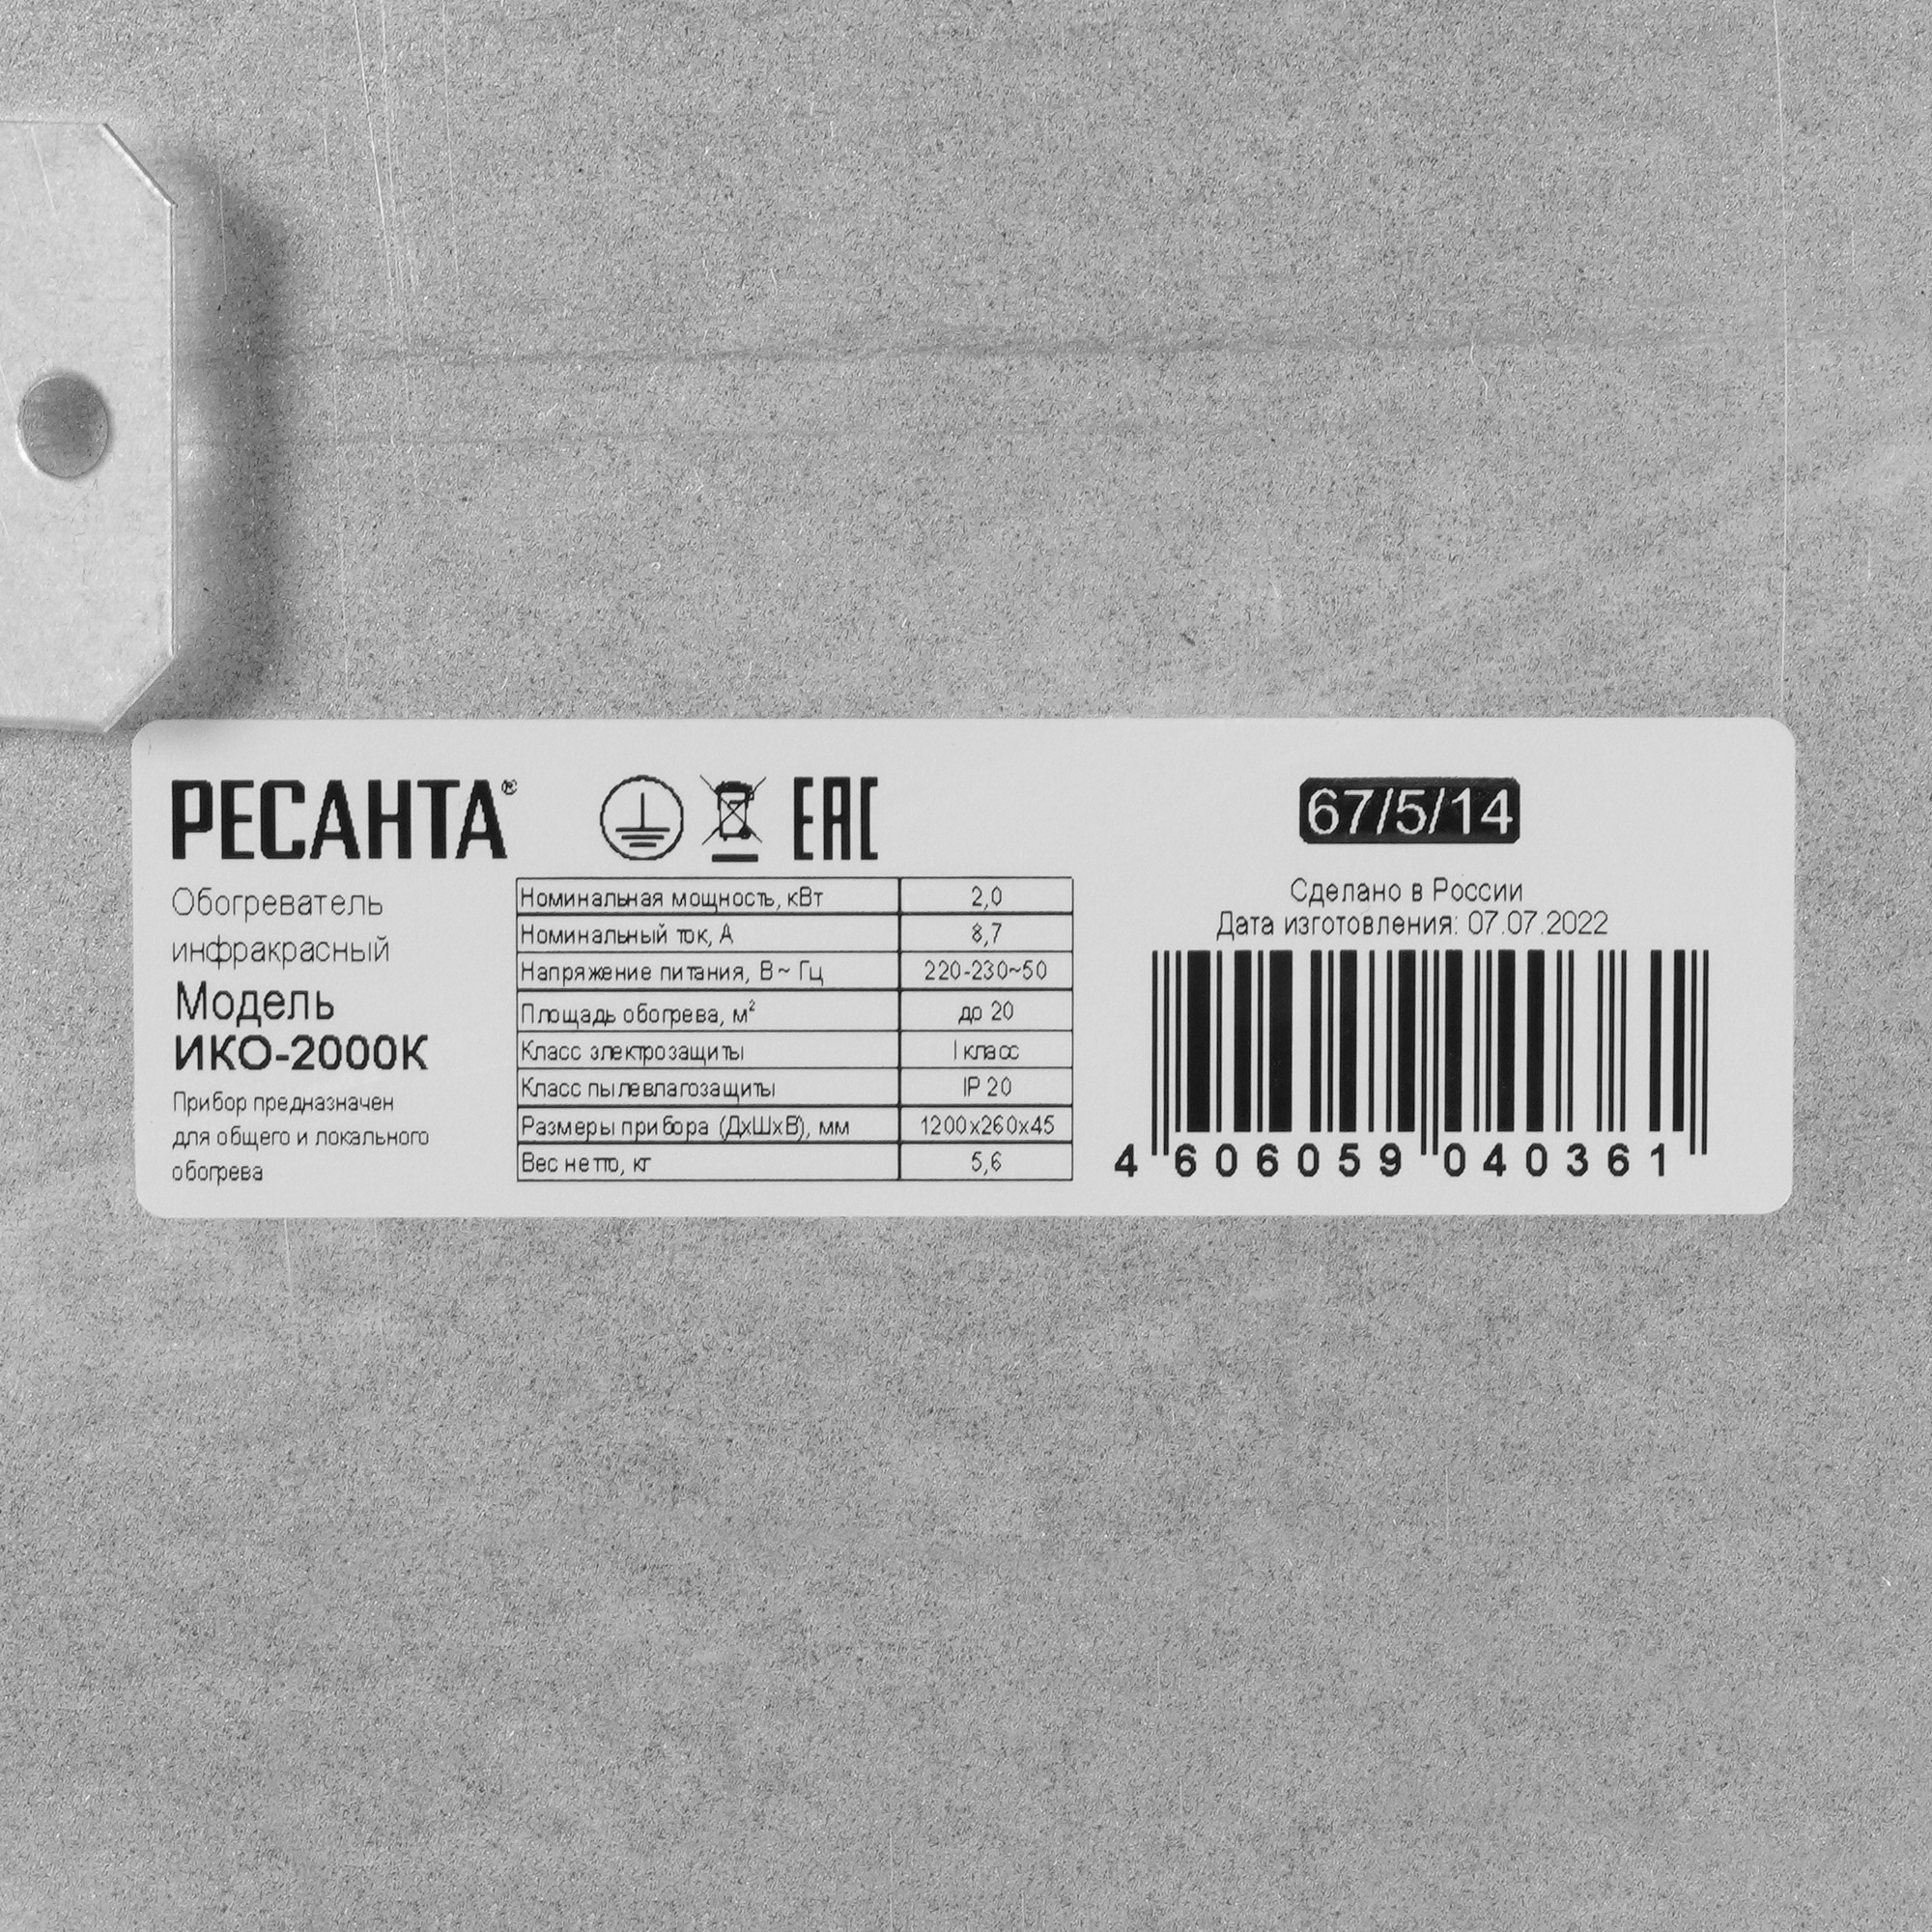 РЕСАНТА®
EAC
67/5/14
Обогреватель
инфракрасный
Модель
ИКО-2000К
Прибор предназначен
для общего и локального
обогрева
Номинальная мощность, кВт 2,0
Номинальный ток, А 8,7
Напряжение питания, В~ Гц 220-230~50
Площадь обогрева, м² до 20
Класс электрозащиты I класс
Класс пылевлагозащиты IP 20
Размеры прибора (ДхШхВ), мм 1200х260х45
Вес нетто, кг 5,6
Сделано в России
Дата изготовления: 07.07.2022
4 606059 040361